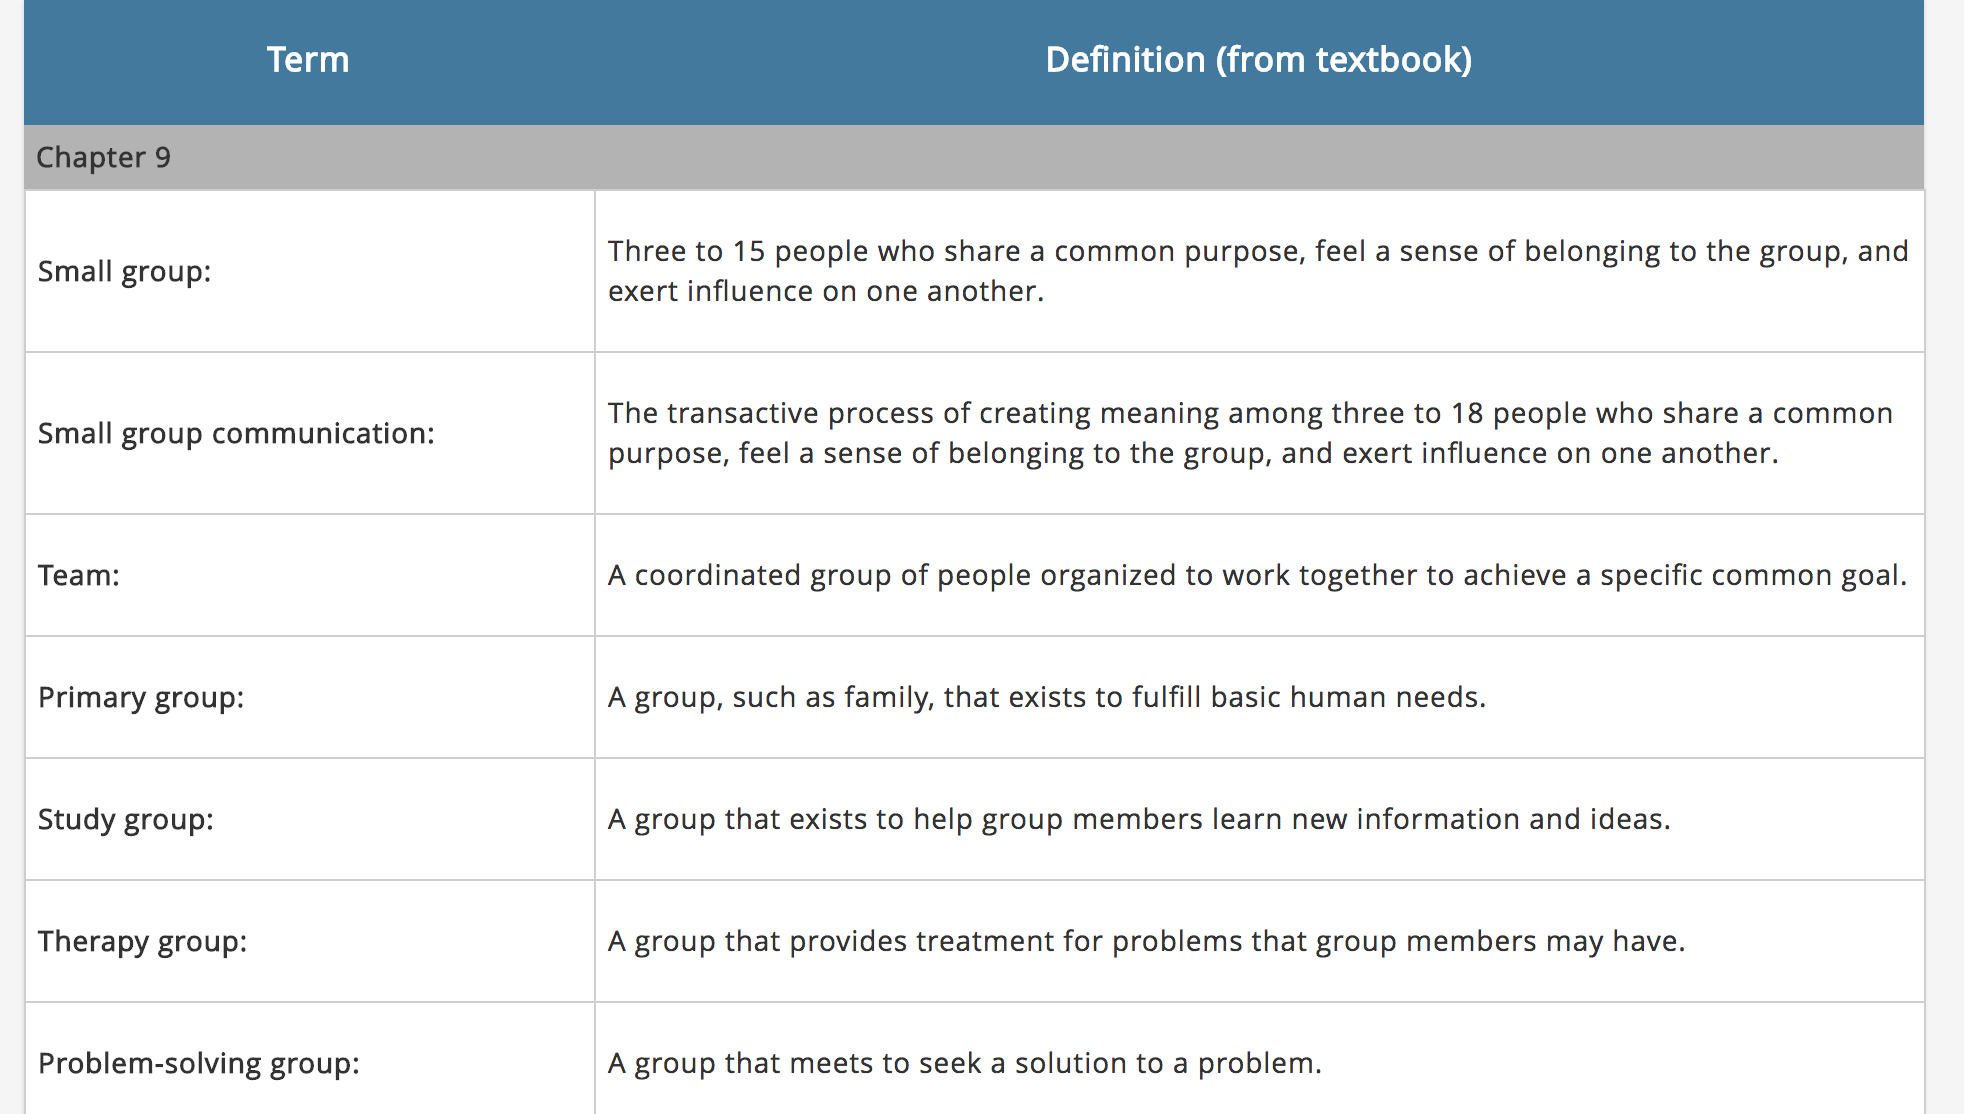 Term
Definition (from textbook)
Chapter 9
Small group:
Three to 15 people who share a common purpose, feel a sense of belonging to the group, and
exert influence on one another.
Small group communication:
The transactive process of creating meaning among three to 18 people who share a common
purpose, feel a sense of belonging to the group, and exert influence on one another.
Team:
A coordinated group of people organized to work together to achieve a specific common goal.
Primary group:
A group, such as family, that exists to fulfill basic human needs.
Study group:
A group that exists to help group members learn new information and ideas.
Therapy group:
A group that provides treatment for problems that group members may have.
Problem-solving group:
A group that meets to seek a solution to a problem.